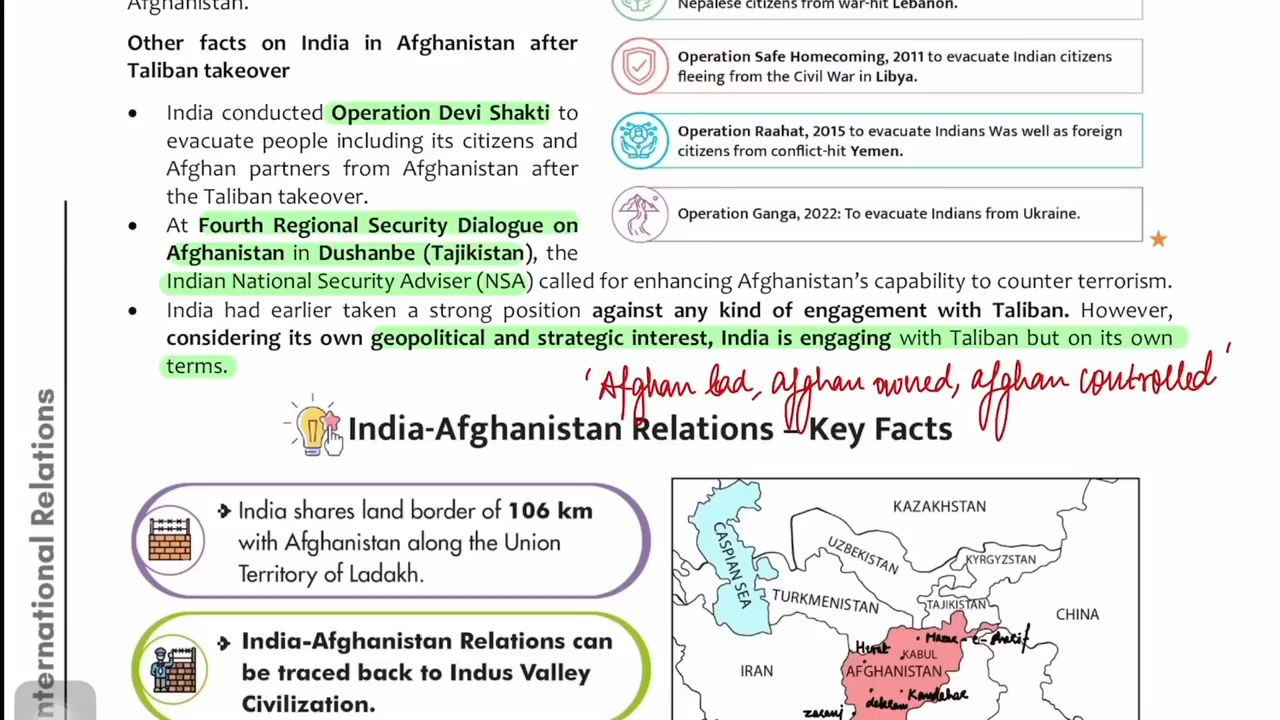 Afghanistan.
Other facts on India in Afghanistan after
Taliban takeover
• India conducted Operation Devi Shakti to
evacuate people including its citizens and
Afghan partners from Afghanistan after
the Taliban takeover.
• At Fourth Regional Security Dialogue on
Afghanistan in Dushanbe (Tajikistan), the
Indian National Security Adviser (NSA) called for enhancing Afghanistan's capability to counter terrorism.
• India had earlier taken a strong position against any kind of engagement with Taliban. However,
considering its own geopolitical and strategic interest, India is engaging with Taliban but on its own
terms.
Nepalese citizens from war-hit Lebanon.
Operation Safe Homecoming, 2011 to evacuate Indian citizens
fleeing from the Civil War in Libya.
Operation Raahat, 2015 to evacuate Indians Was well as foreign
citizens from conflict-hit Yemen.
Operation Ganga, 2022: To evacuate Indians from Ukraine.
'Afghan lad, afghan owned, afghan controlled'
India-Afghanistan Relations – Key Facts
India shares land border of 106 km
with Afghanistan along the Union
Territory of Ladakh.
India-Afghanistan Relations can
be traced back to Indus Valley
Civilization.
KAZAKHSTAN
CASPIAN SEA
UZBEKISTAN
KYRGYZSTAN
TURKMENISTAN
TAJIKISTAN
CHINA
Mazar-e-Sharif
Herat
KABUL
IRAN
AFGHANISTAN
delaram
Kandahar
zaranj
International Relations